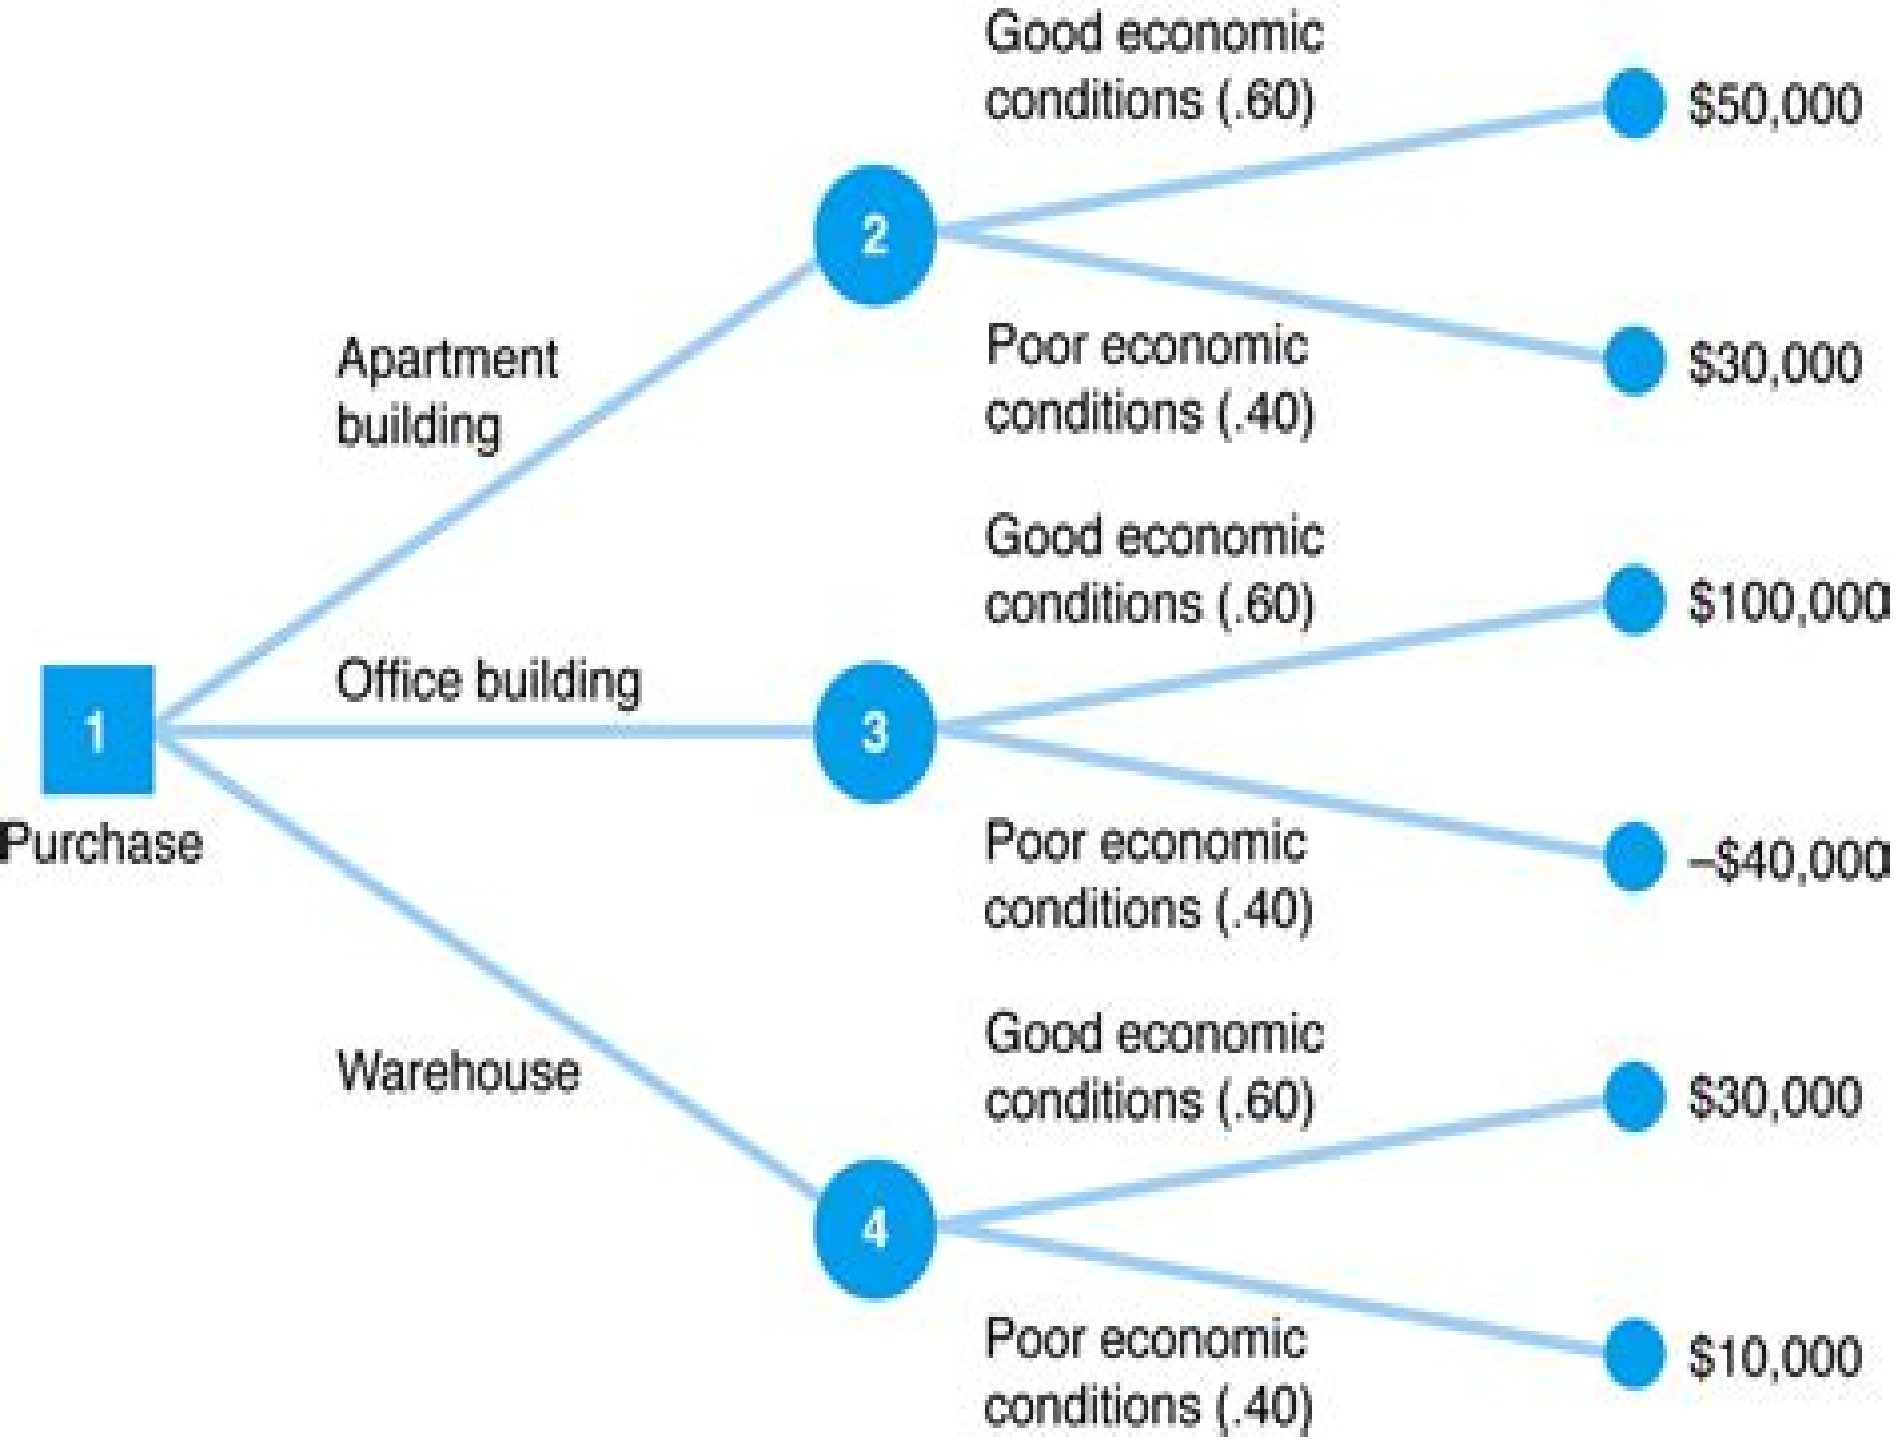 Good economic
conditions (.60)
$50,000
2
Apartment
building
Poor economic
conditions (.40)
$30,000
Good economic
conditions (.60)
$100,000
Office building
1
3
Purchase
Poor economic
conditions (.40)
–$40,000
Warehouse
Good economic
conditions (.60)
$30,000
4
Poor economic
conditions (.40)
$10,000